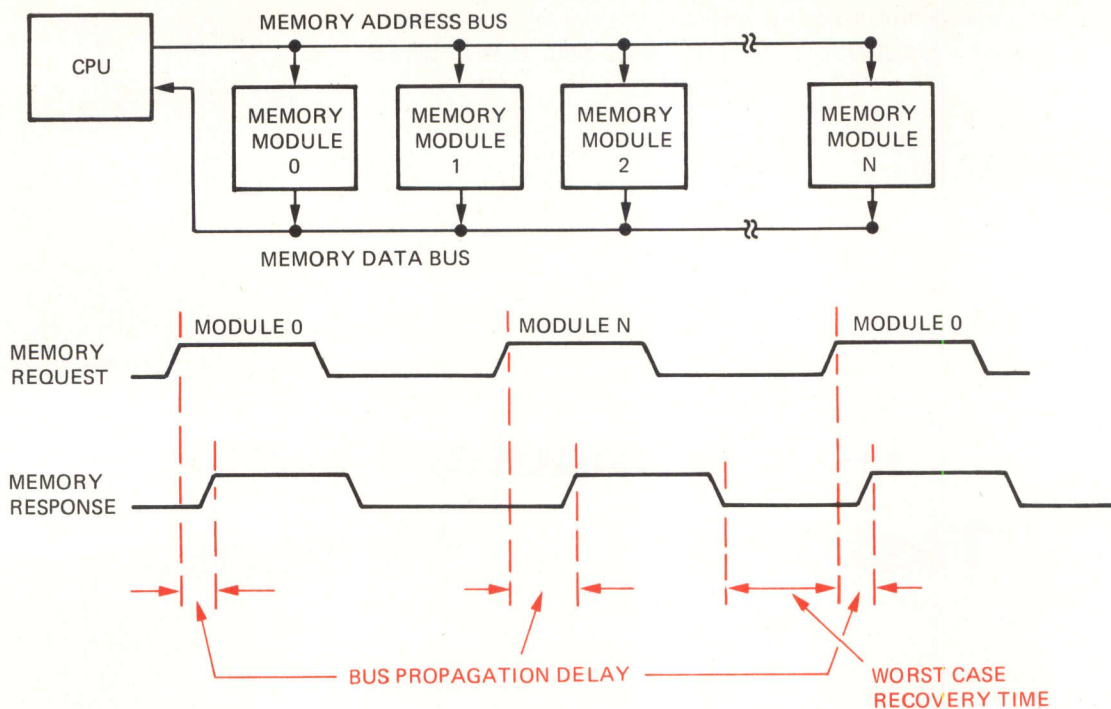 MEMORY ADDRESS BUS
CPU
MEMORY
MODULE
0
MEMORY
MODULE
1
MEMORY
MODULE
2
MEMORY
MODULE
N
MEMORY DATA BUS
MODULE 0
MODULE N
MODULE 0
MEMORY
REQUEST
MEMORY
RESPONSE
BUS PROPAGATION DELAY
WORST CASE
RECOVERY TIME